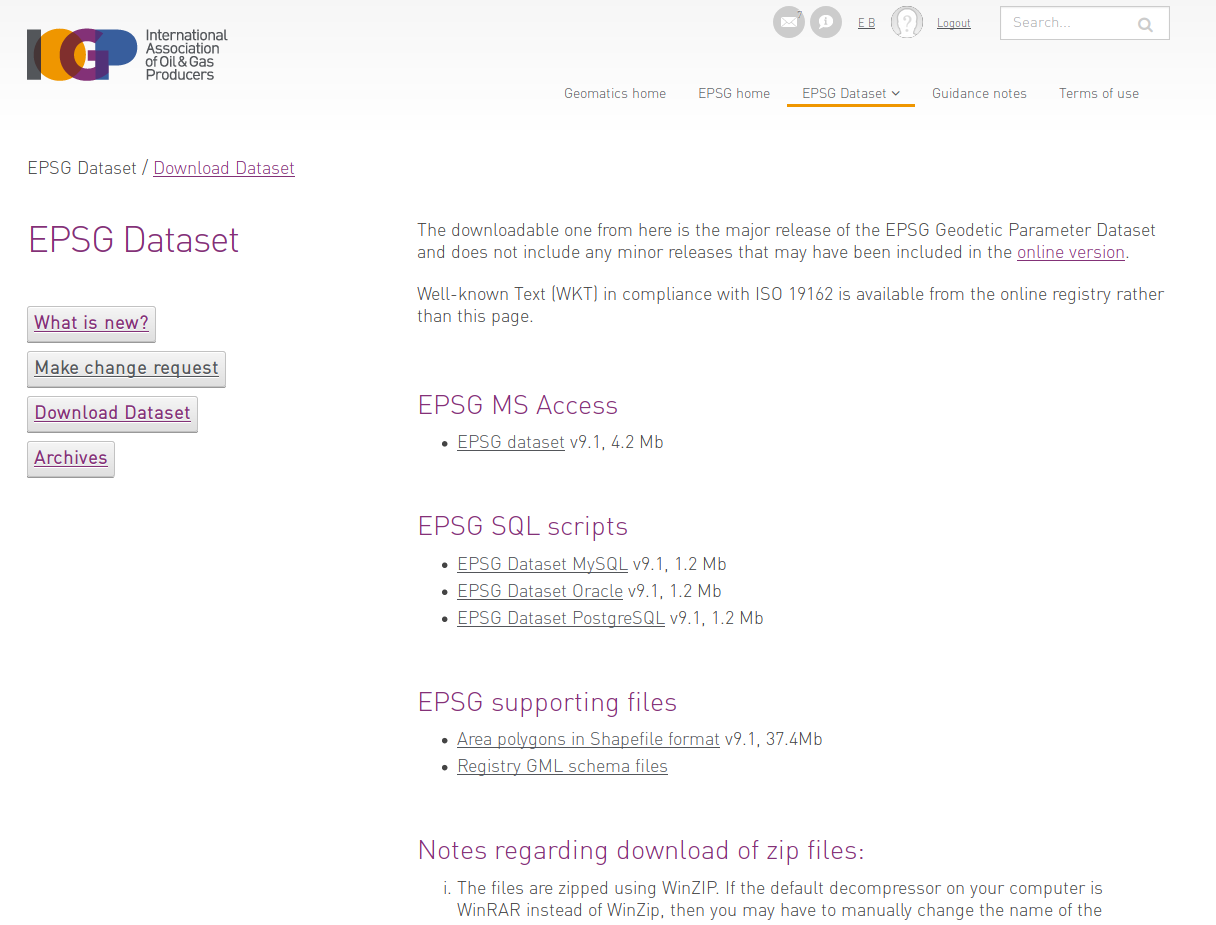 IOGP International
Association
of Oil & Gas
Producers
7
E B
Logout
Search...
Geomatics home
EPSG home
EPSG Dataset
Guidance notes
Terms of use
EPSG Dataset / Download Dataset
EPSG Dataset
What is new?
Make change request
Download Dataset
Archives
The downloadable one from here is the major release of the EPSG Geodetic Parameter Dataset
and does not include any minor releases that may have been included in the online version.
Well-known Text (WKT) in compliance with ISO 19162 is available from the online registry rather
than this page.
EPSG MS Access
• EPSG dataset v9.1, 4.2 Mb
EPSG SQL scripts
• EPSG Dataset MySQL v9.1, 1.2 Mb
• EPSG Dataset Oracle v9.1, 1.2 Mb
• EPSG Dataset PostgreSQL v9.1, 1.2 Mb
EPSG supporting files
• Area polygons in Shapefile format v9.1, 37.4Mb
• Registry GML schema files
Notes regarding download of zip files:
i. The files are zipped using WinZIP. If the default decompressor on your computer is
WinRAR instead of WinZip, then you may have to manually change the name of the